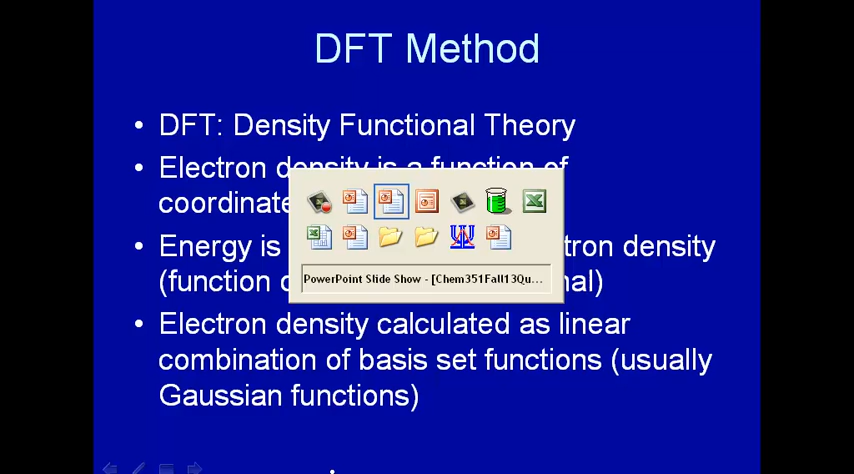 DFT Method
• DFT: Density Functional Theory
• Electron density is a function of
coordinate
• Energy is tron density
(function nal)
• Electron density calculated as linear
combination of basis set functions (usually
Gaussian functions)
PowerPoint Slide Show - [Chem351Fall13Qu...